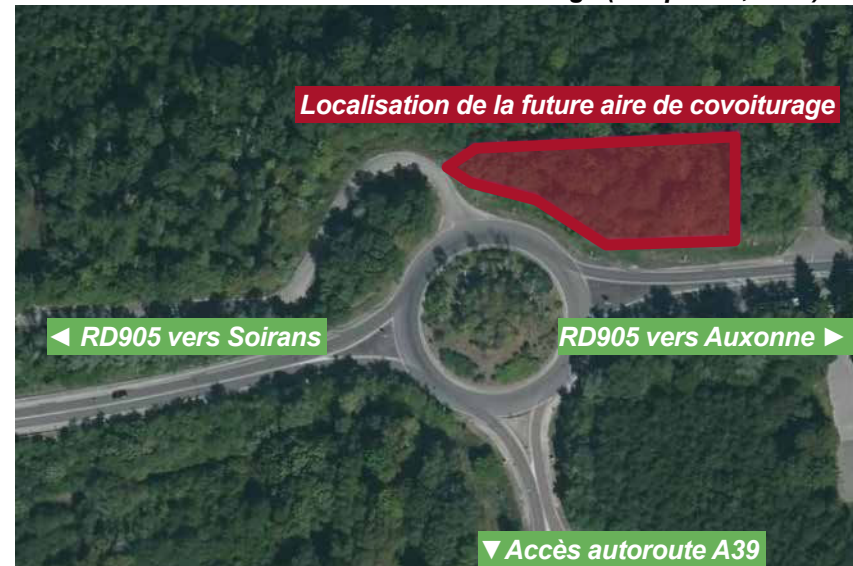 Localisation de la future aire de covoiturage
◄ RD905 vers Soirans
RD905 vers Auxonne ►
▼Accès autoroute A39